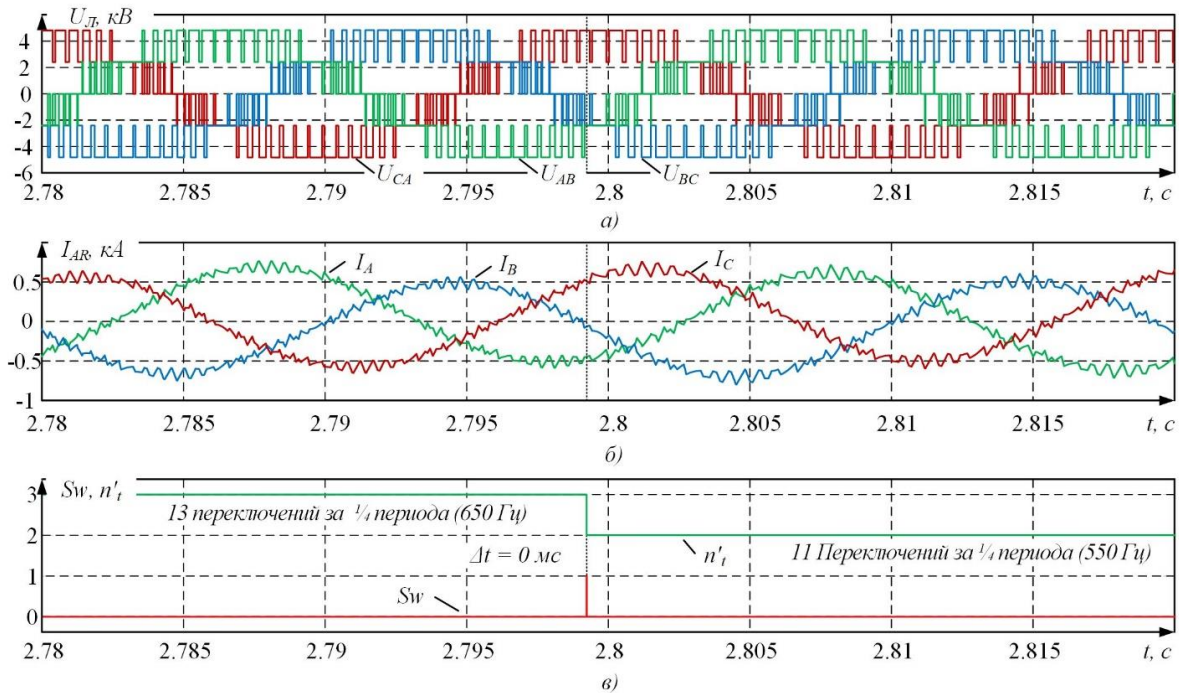 U_Л, кВ
4
2
0
-2
-4
-6
U_CA
U_AB
U_BC
2.78
2.785
2.79
2.795
2.8
2.805
2.81
2.815
t, с
а)
I_AR, кА
I_A
I_B
I_C
0.5
0
-0.5
-1
2.78
2.785
2.79
2.795
2.8
2.805
2.81
2.815
t, с
б)
Sw, n'_t
3
13 переключений за ¼ периода (650 Гц)
2
Δt = 0 мс
n'_t
11 Переключений за ¼ периода (550 Гц)
1
Sw
0
2.78
2.785
2.79
2.795
2.8
2.805
2.81
2.815
t, с
в)